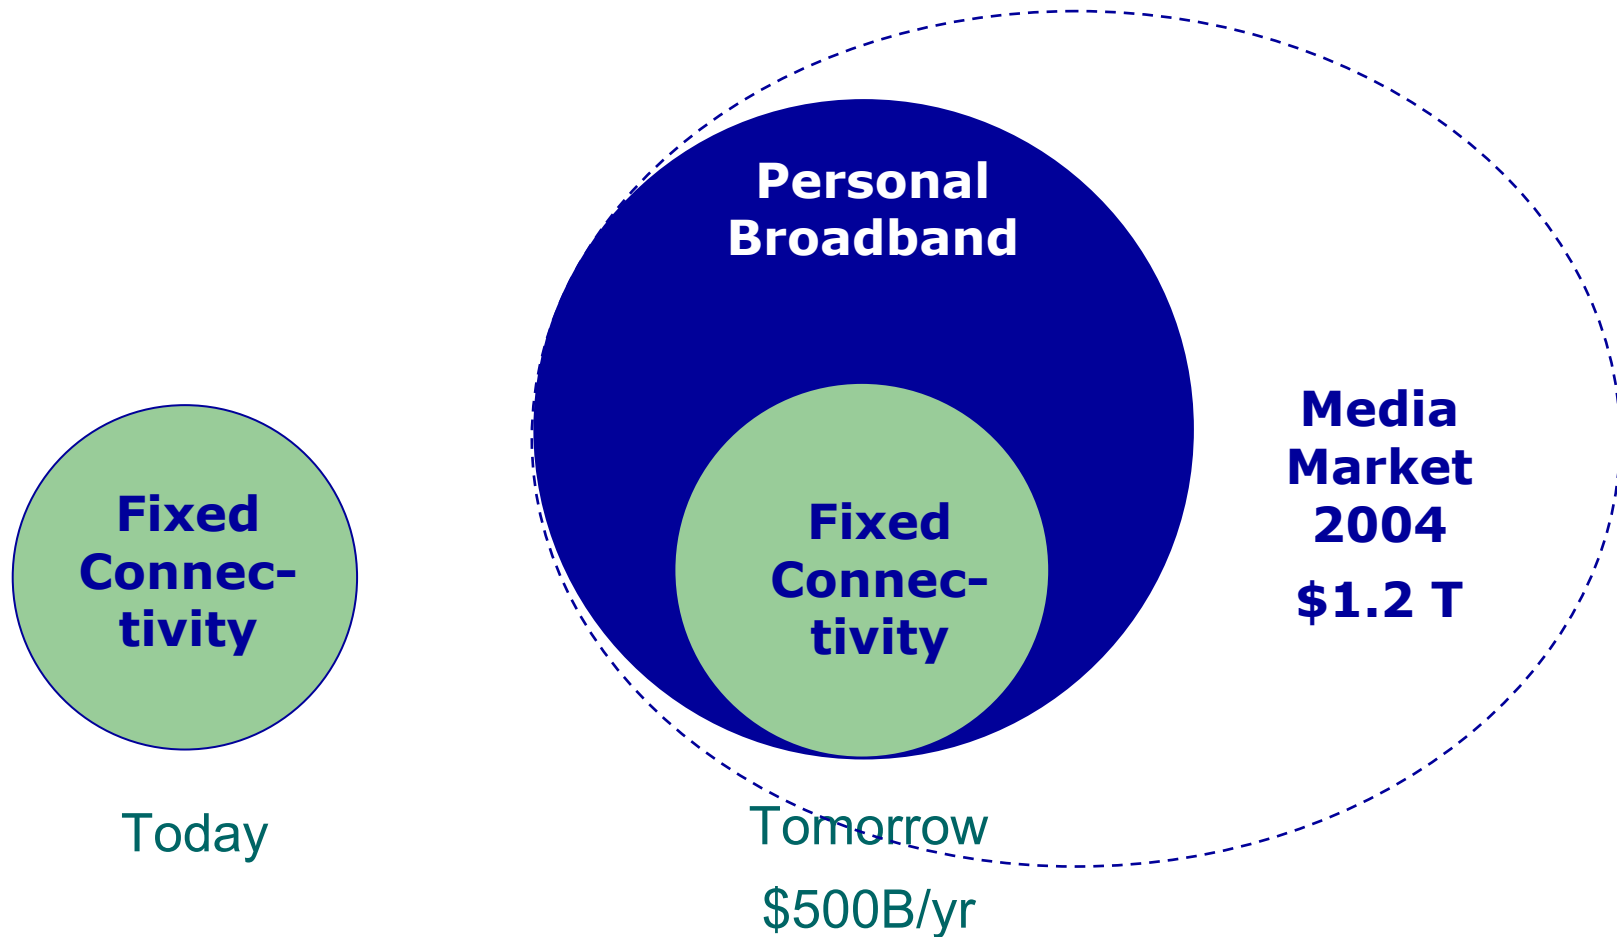 Personal
Broadband
Fixed
Connec-
tivity
Fixed
Connec-
tivity
Media
Market
2004
$1.2 T
Today
Tomorrow
$500B/yr